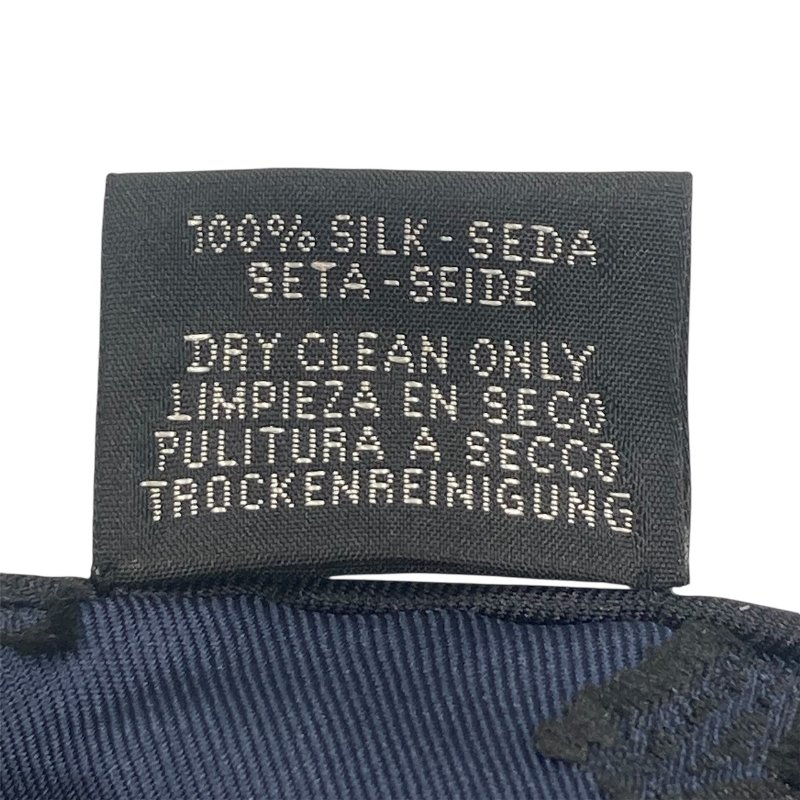 100% SILK - SEDA
SETA - SEIDE
DRY CLEAN ONLY
LIMPIEZA EN SECO
PULITURA A SECCO
TROCKENREINIGUNG